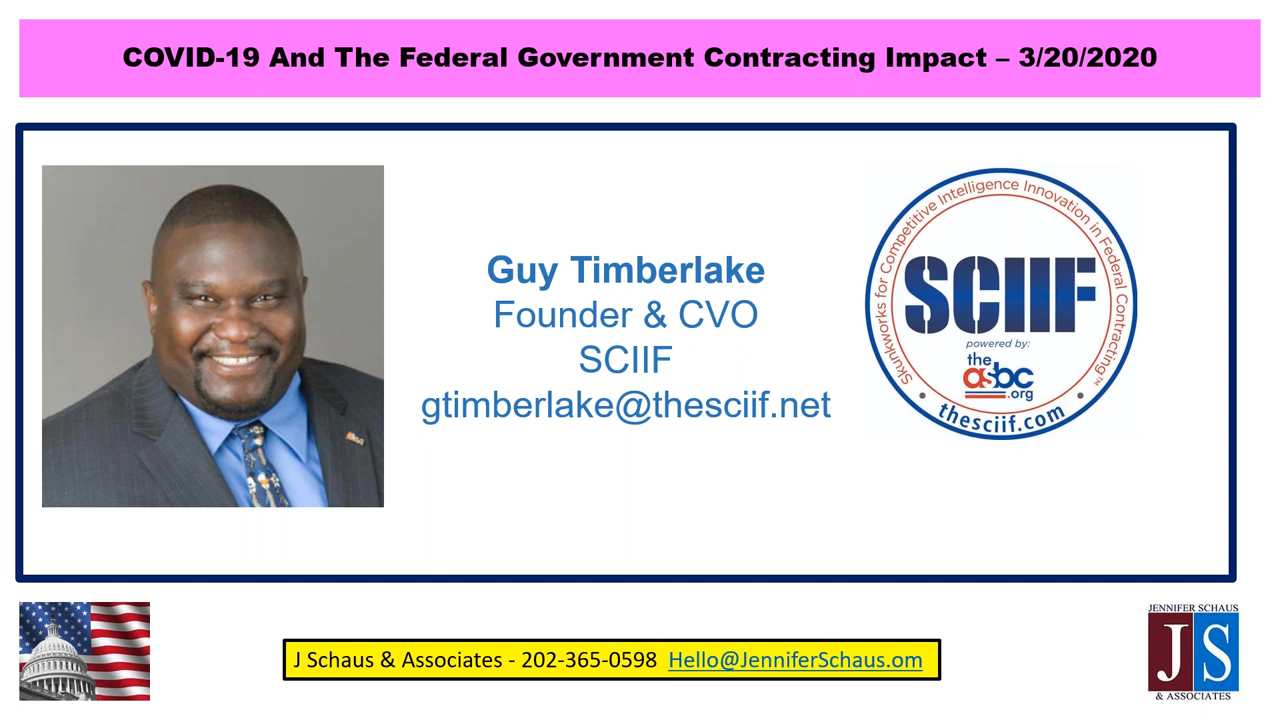 COVID-19 And The Federal Government Contracting Impact – 3/20/2020
Guy Timberlake
Founder & CVO
SCIIF
gtimberlake@thesciif.net
Skunkworks for Competitive Intelligence Innovation in Federal Contracting™
SCIIF
powered by:
the
asbc
.org
• thesciif.com •
J Schaus & Associates - 202-365-0598 Hello@JenniferSchaus.om
JENNIFER SCHAUS
JS
& ASSOCIATES